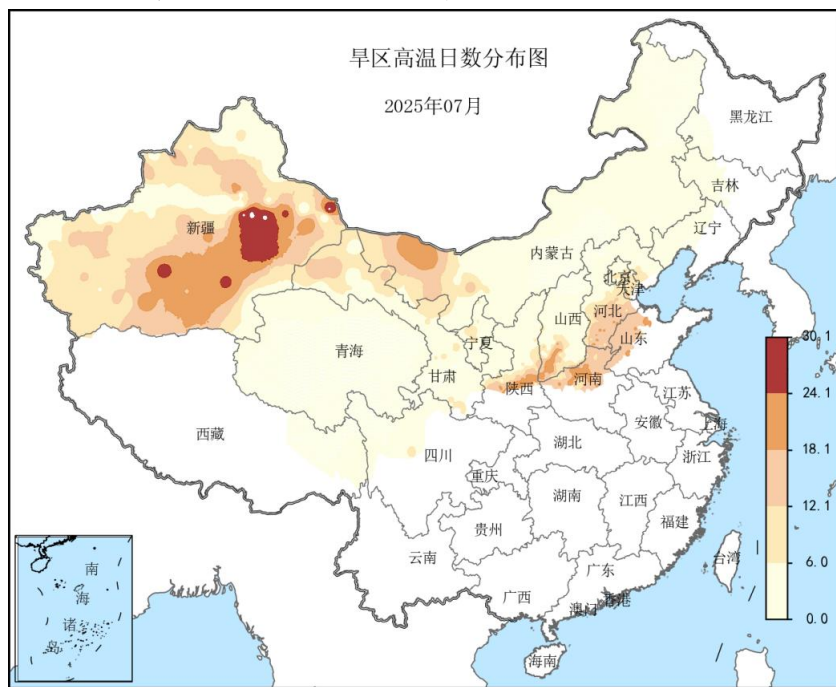 旱区高温日数分布图
2025年07月
黑龙江
吉林
辽宁
新疆
内蒙古
北京
天津
河北
山西
山东
宁夏
青海
甘肃
陕西
河南
江苏
安徽
上海
西藏
四川
湖北
浙江
重庆
湖南
江西
贵州
福建
云南
台湾
广东
广西
香港
澳门
海南
南
海
诸
岛
30.1
24.1
18.1
12.1
6.0
0.0